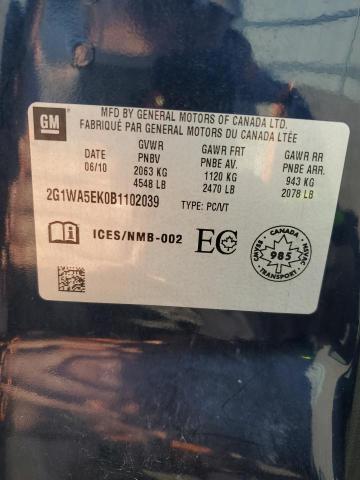 GM
MFD BY GENERAL MOTORS OF CANADA LTD.
FABRIQUÉ PAR GENERAL MOTORS DU CANADA LTÉE
DATE GVWR GAWR FRT GAWR RR
06/10 PNBV PNBE AV. PNBE ARR.
2063 KG 1120 KG 943 KG
4548 LB 2470 LB 2078 LB
2G1WA5EK0B1102039 TYPE: PC/VT
ICES/NMB-002 EC
CANADA
985
TRANSPORT
CMVSS
NSVAC